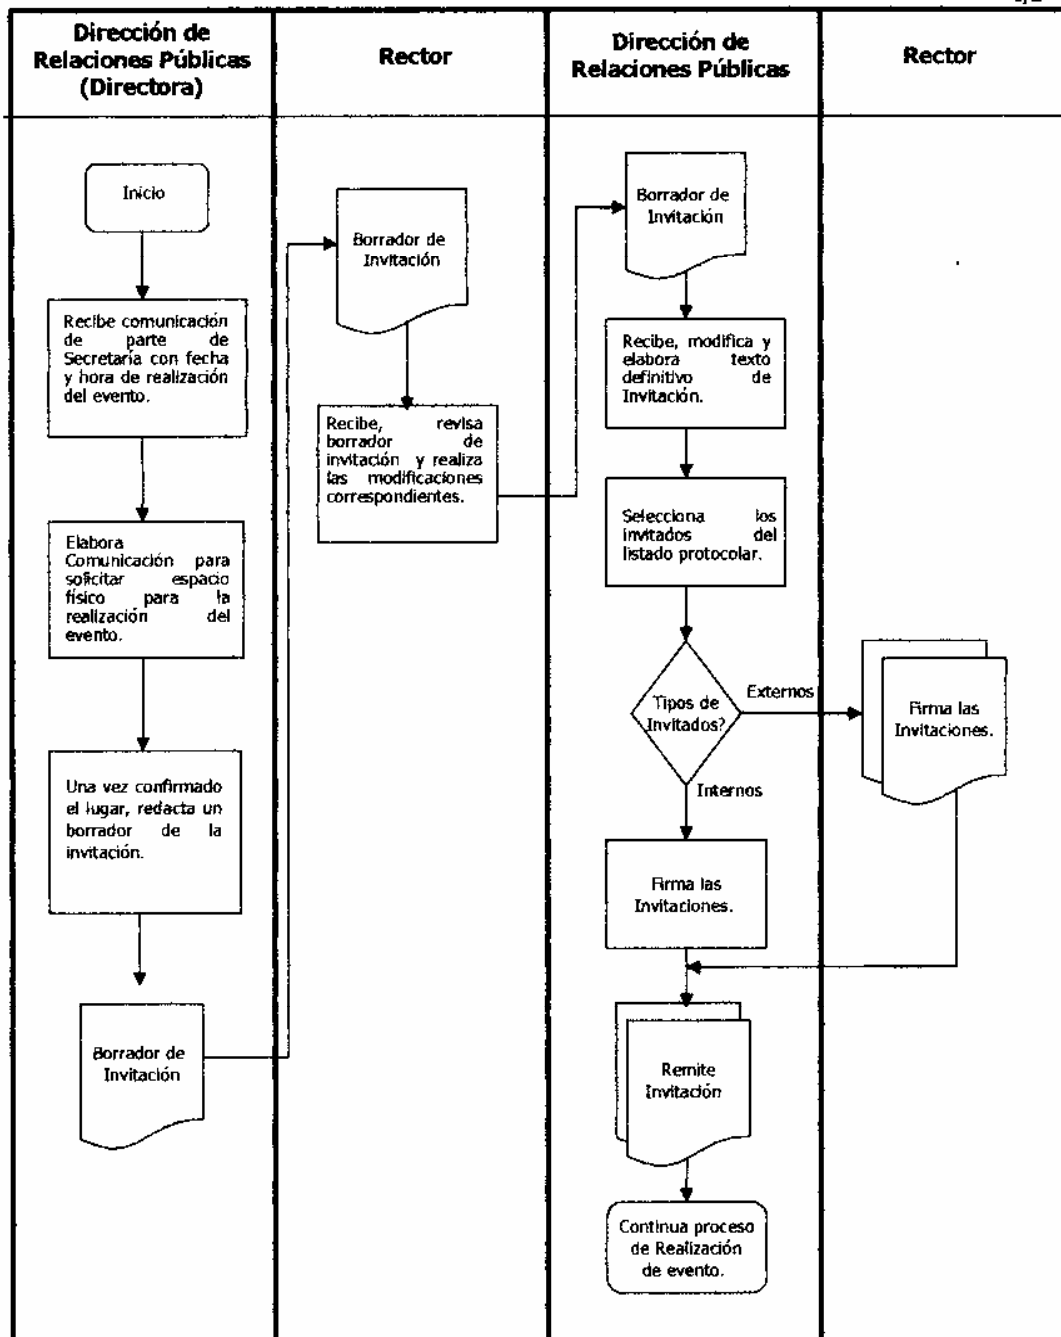 Dirección de
Relaciones Públicas
(Directora)
Rector
Dirección de
Relaciones Públicas
Rector
Inicio
Recibe comunicación
de parte de
Secretaría con fecha
y hora de realización
del evento.
Elabora
Comunicación para
solicitar espacio
físico para la
realización del
evento.
Una vez confirmado
el lugar, redacta un
borrador de la
invitación.
Borrador de
Invitación
Borrador de
Invitación
Recibe, revisa
borrador de
invitación y realiza
las modificaciones
correspondientes.
Borrador de
Invitación
Recibe, modifica y
elabora texto
definitivo de
Invitación.
Selecciona los
invitados del
listado protocolar.
Tipos de
Invitados?
Externos
Internos
Firma las
Invitaciones.
Firma las
Invitaciones.
Remite
Invitación
Continua proceso
de Realización
de evento.